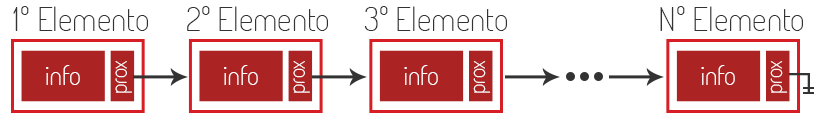 1º Elemento 2º Elemento 3º Elemento Nº Elemento
info prox info prox info prox info prox